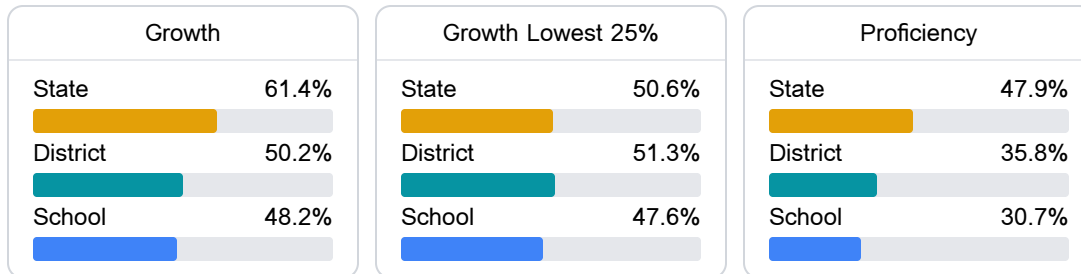 Growth
State 61.4%
District 50.2%
School 48.2%
Growth Lowest 25%
State 50.6%
District 51.3%
School 47.6%
Proficiency
State 47.9%
District 35.8%
School 30.7%